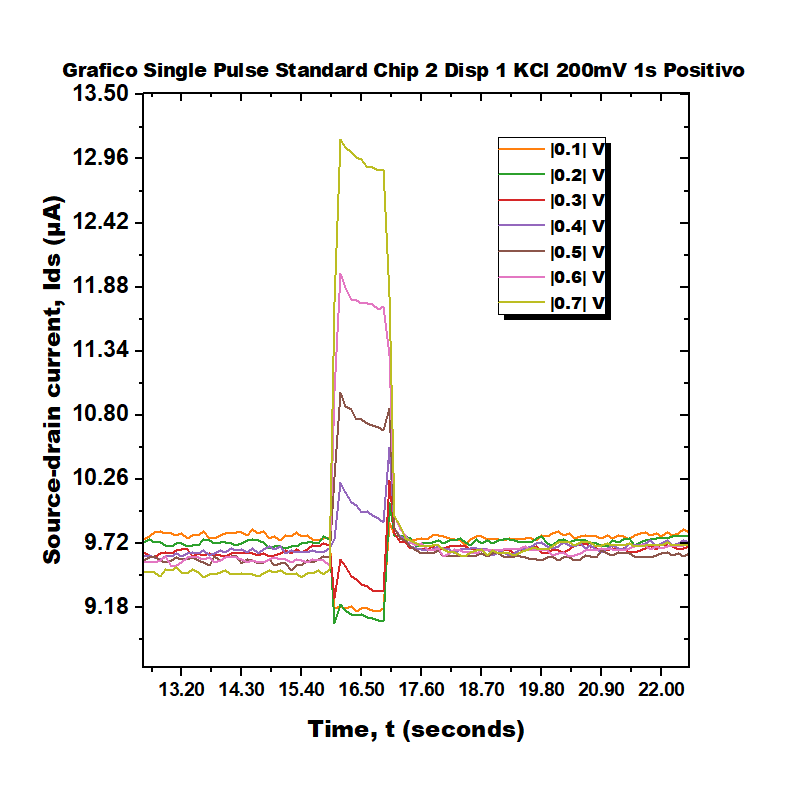 Grafico Single Pulse Standard Chip 2 Disp 1 KCl 200mV 1s Positivo
13.50
12.96
12.42
11.88
11.34
10.80
10.26
9.72
9.18
Source-drain current, Ids (µA)
|0.1| V
|0.2| V
|0.3| V
|0.4| V
|0.5| V
|0.6| V
|0.7| V
13.20 14.30 15.40 16.50 17.60 18.70 19.80 20.90 22.00
Time, t (seconds)